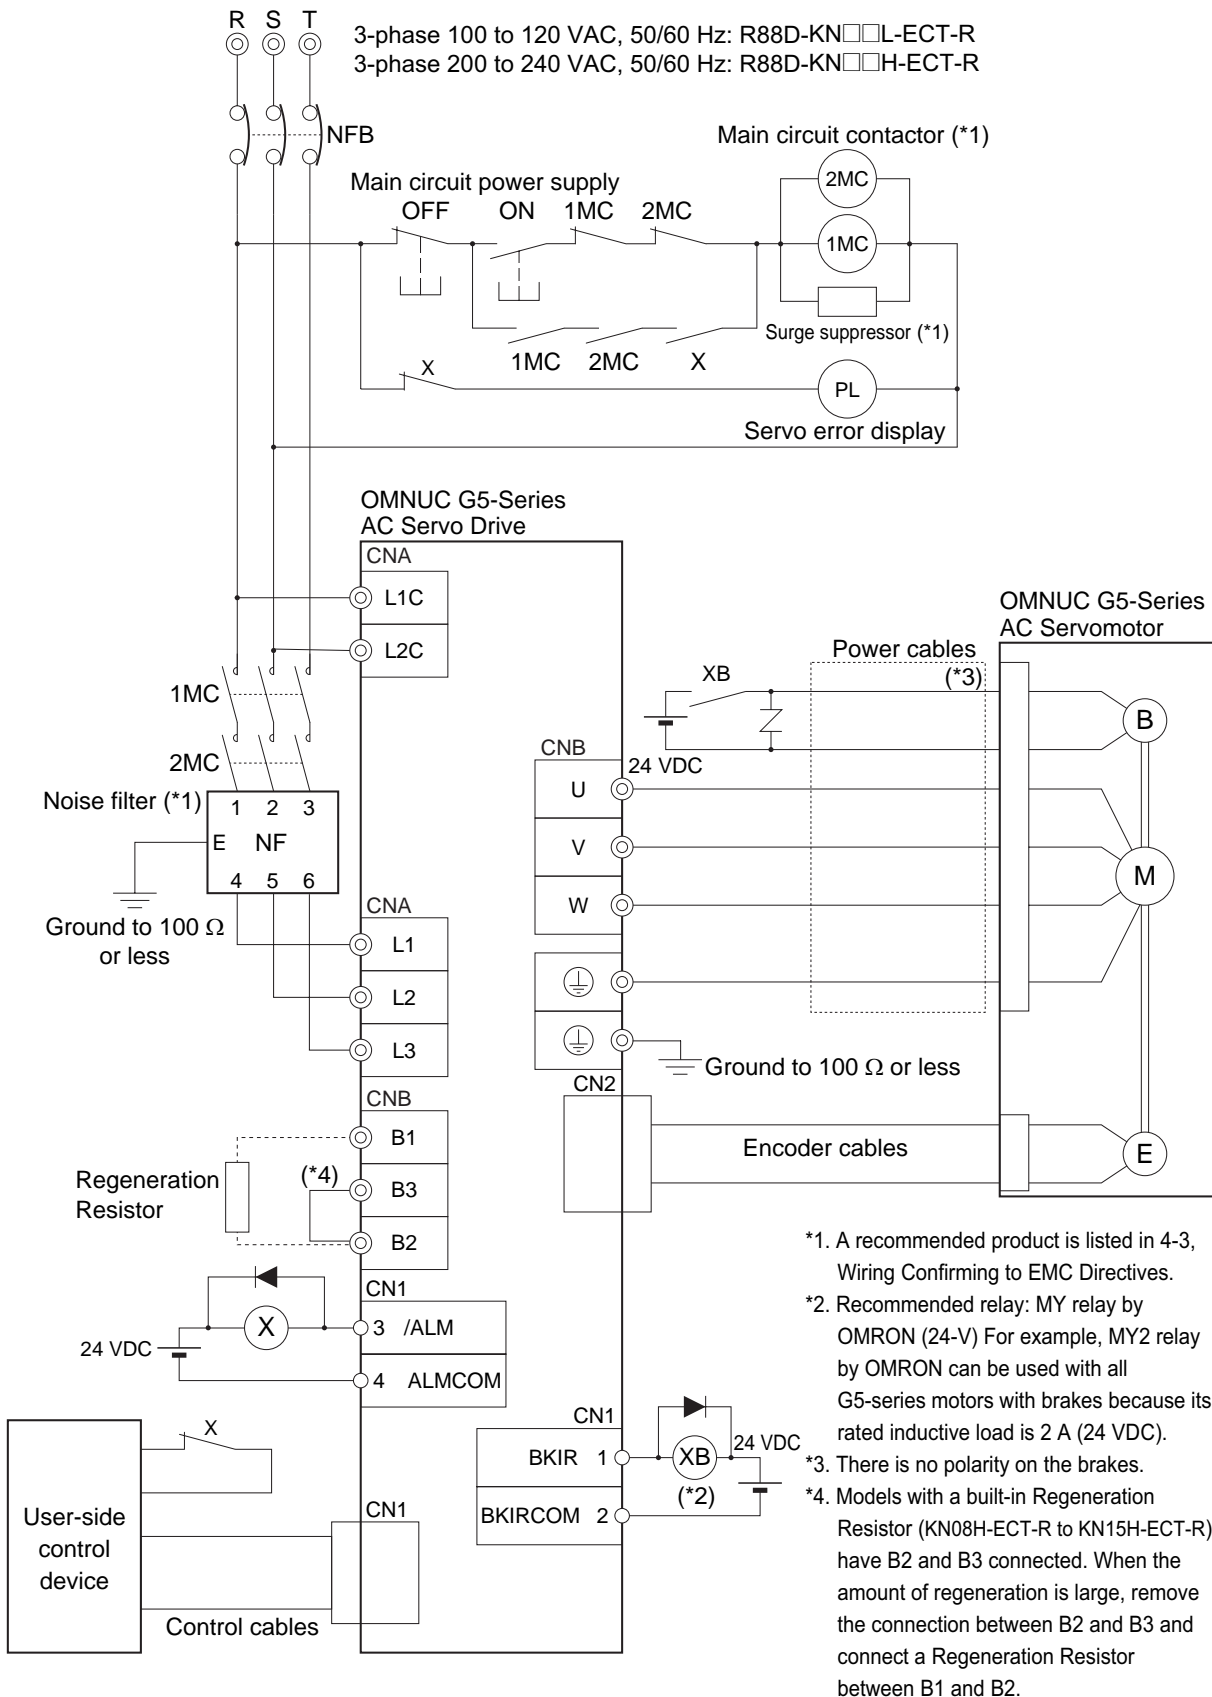 R S T
3-phase 100 to 120 VAC, 50/60 Hz: R88D-KN□□L-ECT-R
3-phase 200 to 240 VAC, 50/60 Hz: R88D-KN□□H-ECT-R
NFB
Main circuit contactor (*1)
Main circuit power supply
2MC
OFF ON 1MC 2MC
1MC
Surge suppressor (*1)
1MC 2MC X
X
PL
Servo error display
OMNUC G5-Series
AC Servo Drive
CNA
L1C
L2C
OMNUC G5-Series
AC Servomotor
Power cables
(*3)
XB
1MC
B
CNB
24 VDC
2MC
U
Noise filter (*1)
1 2 3
E NF
4 5 6
V
M
W
Ground to 100 Ω
or less
CNA
L1
L2
L3
Ground to 100 Ω or less
CN2
CNB
B1
Encoder cables
E
Regeneration
Resistor
(*4)
B3
B2
CN1
X
3 /ALM
24 VDC
4 ALMCOM
*1. A recommended product is listed in 4-3,
Wiring Confirming to EMC Directives.
*2. Recommended relay: MY relay by
OMRON (24-V) For example, MY2 relay
by OMRON can be used with all
G5-series motors with brakes because its
rated inductive load is 2 A (24 VDC).
*3. There is no polarity on the brakes.
*4. Models with a built-in Regeneration
Resistor (KN08H-ECT-R to KN15H-ECT-R)
have B2 and B3 connected. When the
amount of regeneration is large, remove
the connection between B2 and B3 and
connect a Regeneration Resistor
between B1 and B2.
CN1
BKIR 1
XB
24 VDC
(*2)
BKIRCOM 2
X
User-side
control
device
CN1
Control cables